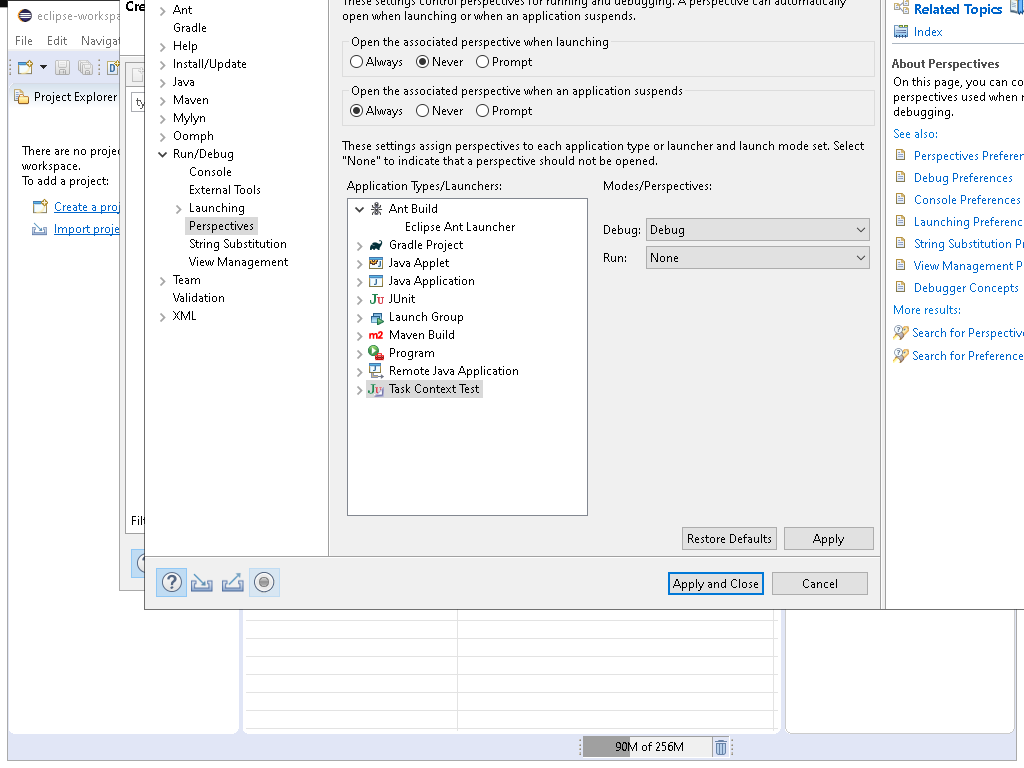 eclipse-workspa
File Edit Navigat
Project Explorer
There are no projec
workspace.
To add a project:
Create a proj
Import proje
Cre
ty
Filt
Ant
Gradle
Help
Install/Update
Java
Maven
Mylyn
Oomph
Run/Debug
Console
External Tools
Launching
Perspectives
String Substitution
View Management
Team
Validation
XML
These settings control perspectives for running and debugging. A perspective can automatically
open when launching or when an application suspends.
Open the associated perspective when launching
Always Never Prompt
Open the associated perspective when an application suspends
Always Never Prompt
These settings assign perspectives to each application type or launcher and launch mode set. Select
"None" to indicate that a perspective should not be opened.
Application Types/Launchers:
Ant Build
Eclipse Ant Launcher
Gradle Project
Java Applet
Java Application
JUnit
Launch Group
Maven Build
Program
Remote Java Application
Task Context Test
Modes/Perspectives:
Debug: Debug
Run: None
Restore Defaults Apply
Apply and Close Cancel
Related Topics
Index
About Perspectives
On this page, you can co
perspectives used when r
debugging.
See also:
Perspectives Preferen
Debug Preferences
Console Preferences
Launching Preferenc
String Substitution Pr
View Management P
Debugger Concepts
More results:
Search for Perspective
Search for Preference
90M of 256M